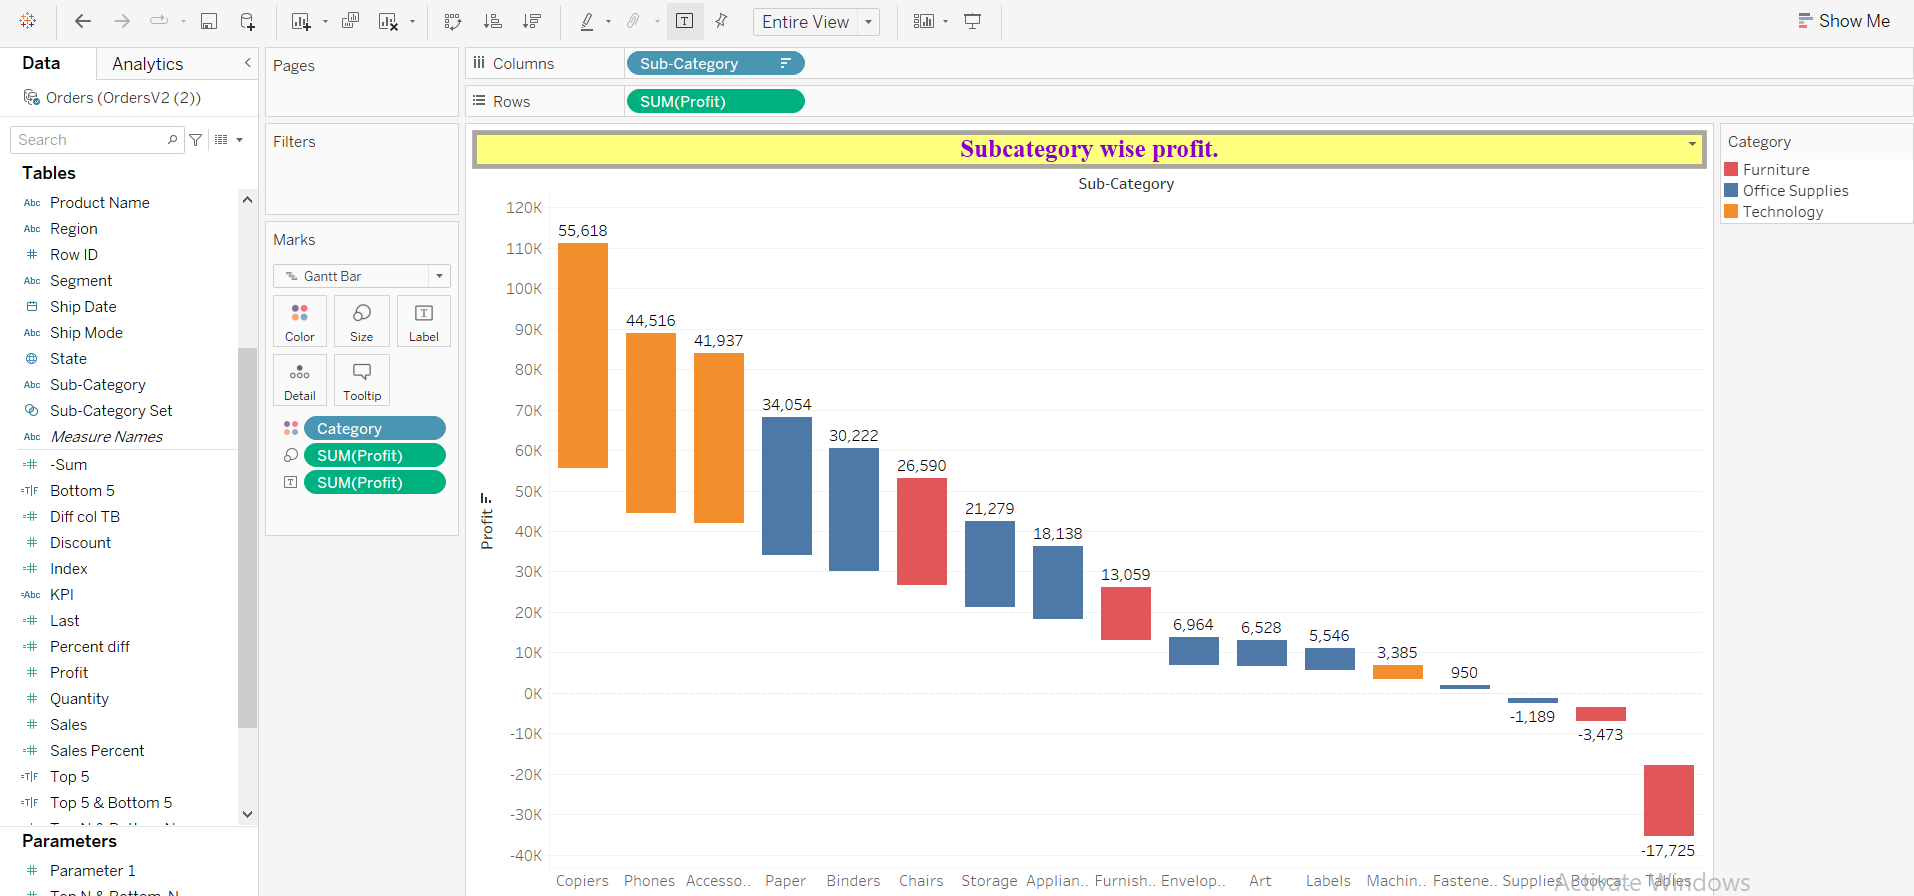 Entire View
Show Me
Data
Analytics
Orders (OrdersV2 (2))
Search
Tables
Abc Product Name
Abc Region
Row ID
Abc Segment
Ship Date
Abc Ship Mode
State
Abc Sub-Category
Sub-Category Set
Abc Measure Names
=# -Sum
=T|F Bottom 5
=# Diff col TB
# Discount
=# Index
=Abc KPI
=# Last
=# Percent diff
# Profit
# Quantity
# Sales
=# Sales Percent
=T|F Top 5
=T|F Top 5 & Bottom 5
Parameters
# Parameter 1
Pages
Filters
Marks
Gantt Bar
Color
Size
Label
Detail
Tooltip
Category
SUM(Profit)
SUM(Profit)
Columns
Sub-Category
Rows
SUM(Profit)
Subcategory wise profit.
Sub-Category
Profit
120K
110K
100K
90K
80K
70K
60K
50K
40K
30K
20K
10K
0K
-10K
-20K
-30K
-40K
55,618
44,516
41,937
34,054
30,222
26,590
21,279
18,138
13,059
6,964
6,528
5,546
3,385
950
-1,189
-3,473
-17,725
Copiers Phones Accesso.. Paper Binders Chairs Storage Applian.. Furnish.. Envelop.. Art Labels Machin.. Fastene.. Supplies Bookca.. Tables
Category
Furniture
Office Supplies
Technology
Activate Windows